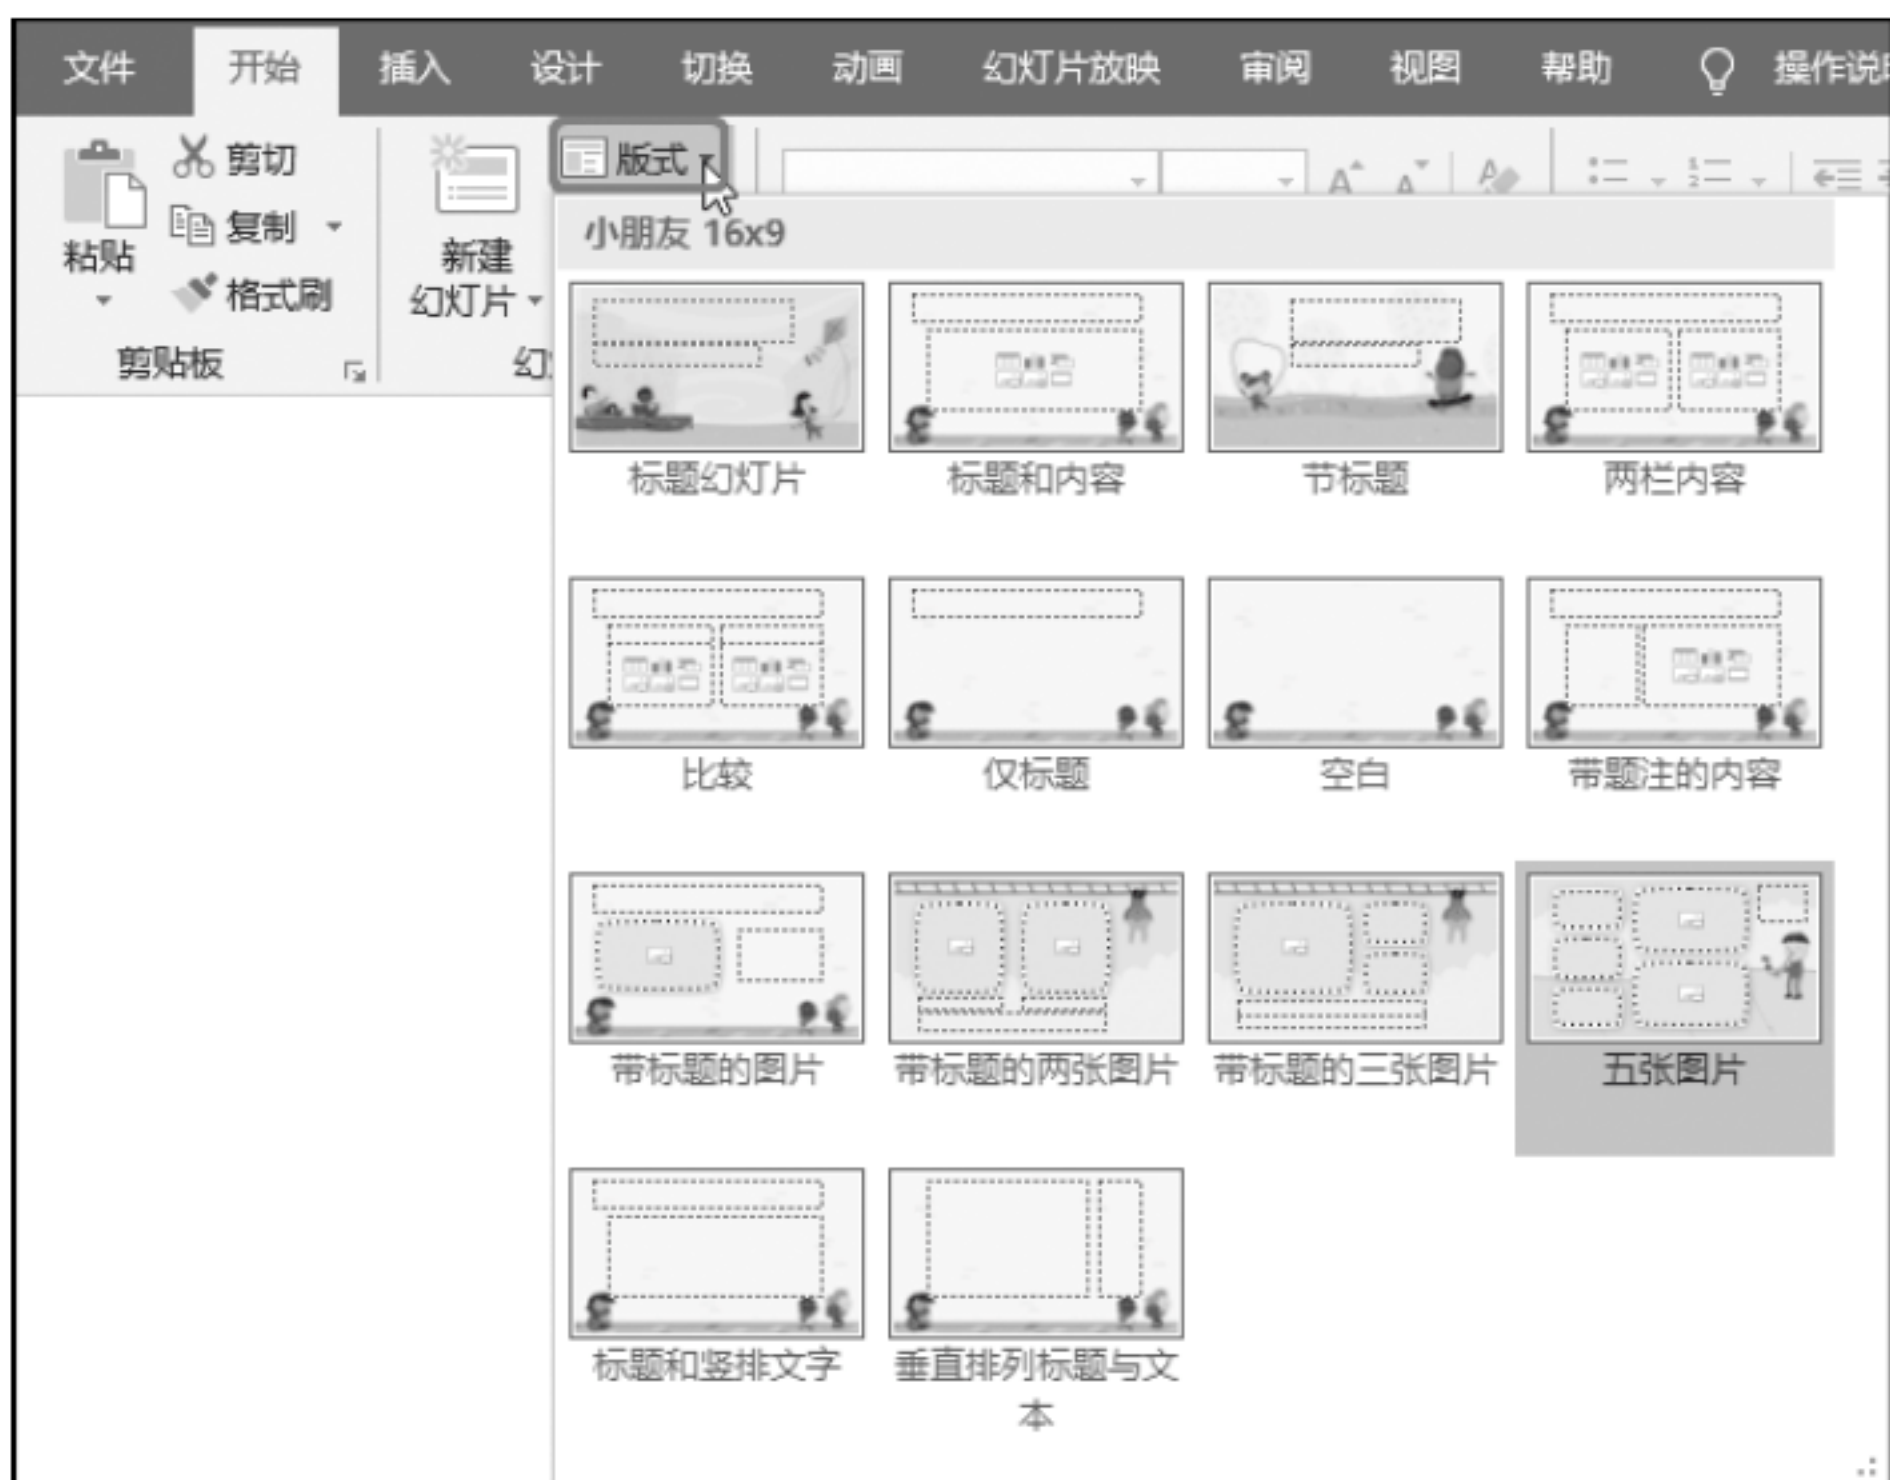 文件 开始 插入 设计 切换 动画 幻灯片放映 审阅 视图 帮助 操作说
剪切
版式
复制
粘贴
新建
格式刷
幻灯片
剪贴板
幻
小朋友 16x9
标题幻灯片 标题和内容 节标题 两栏内容
比较 仅标题 空白 带题注的内容
带标题的图片 带标题的两张图片 带标题的三张图片 五张图片
标题和竖排文字 垂直排列标题与文
本